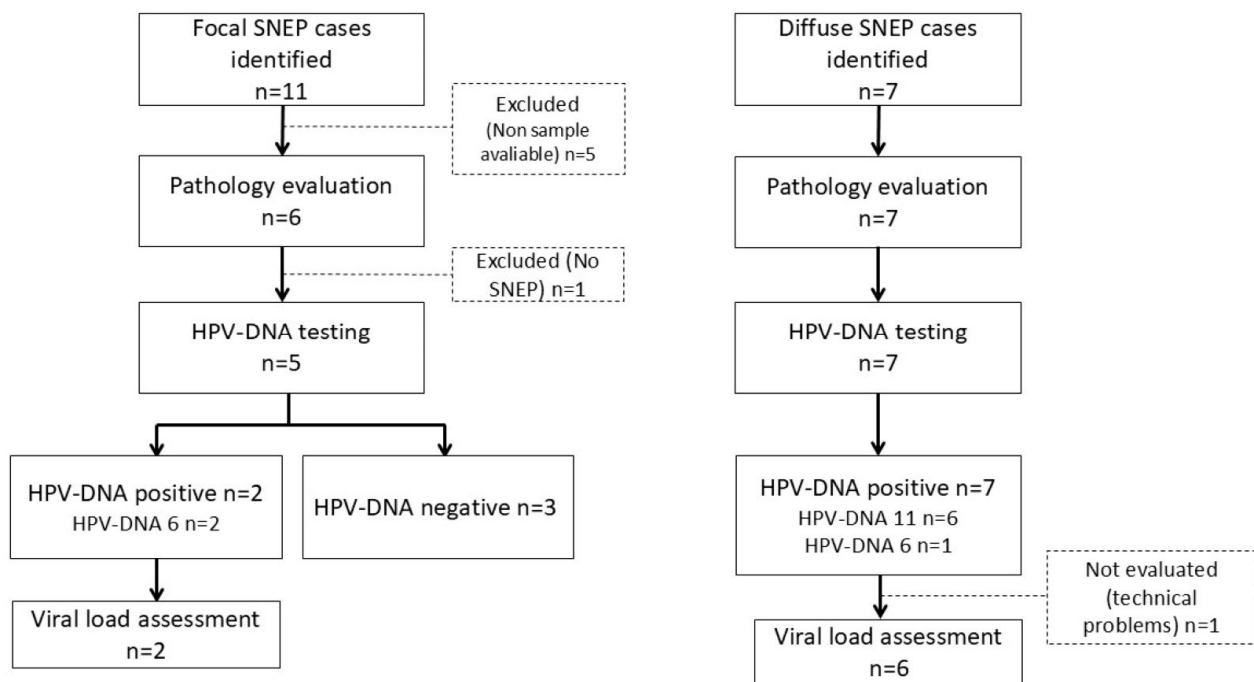 Focal SNEP cases
identified
n=11
Excluded
(Non sample
avaliable) n=5
Pathology evaluation
n=6
Excluded (No
SNEP) n=1
HPV-DNA testing
n=5
HPV-DNA positive n=2
HPV-DNA 6 n=2
HPV-DNA negative n=3
Viral load assessment
n=2
Diffuse SNEP cases
identified
n=7
Pathology evaluation
n=7
HPV-DNA testing
n=7
HPV-DNA positive n=7
HPV-DNA 11 n=6
HPV-DNA 6 n=1
Not evaluated
(technical
problems) n=1
Viral load assessment
n=6